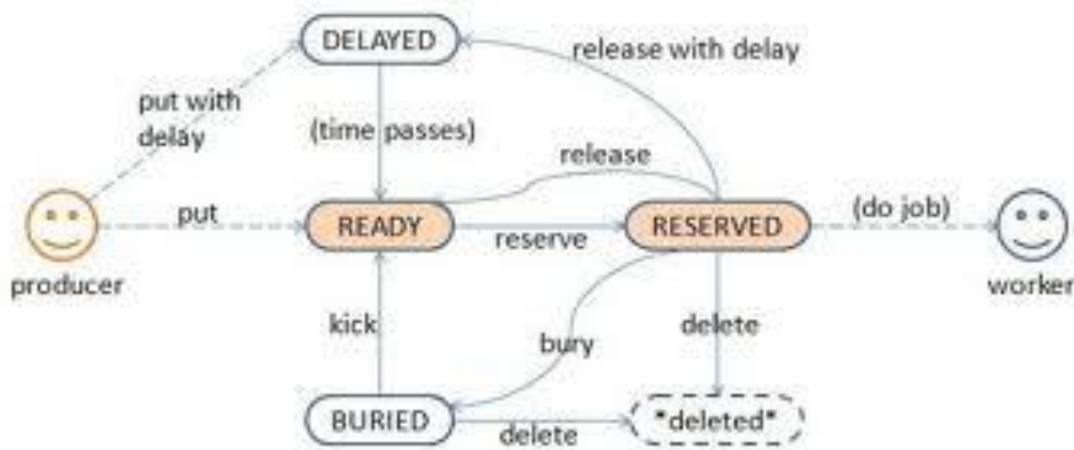 DELAYED
release with delay
put with
delay
(time passes)
release
put
READY
reserve
RESERVED
(do job)
producer
worker
kick
bury
delete
BURIED
delete
*deleted*